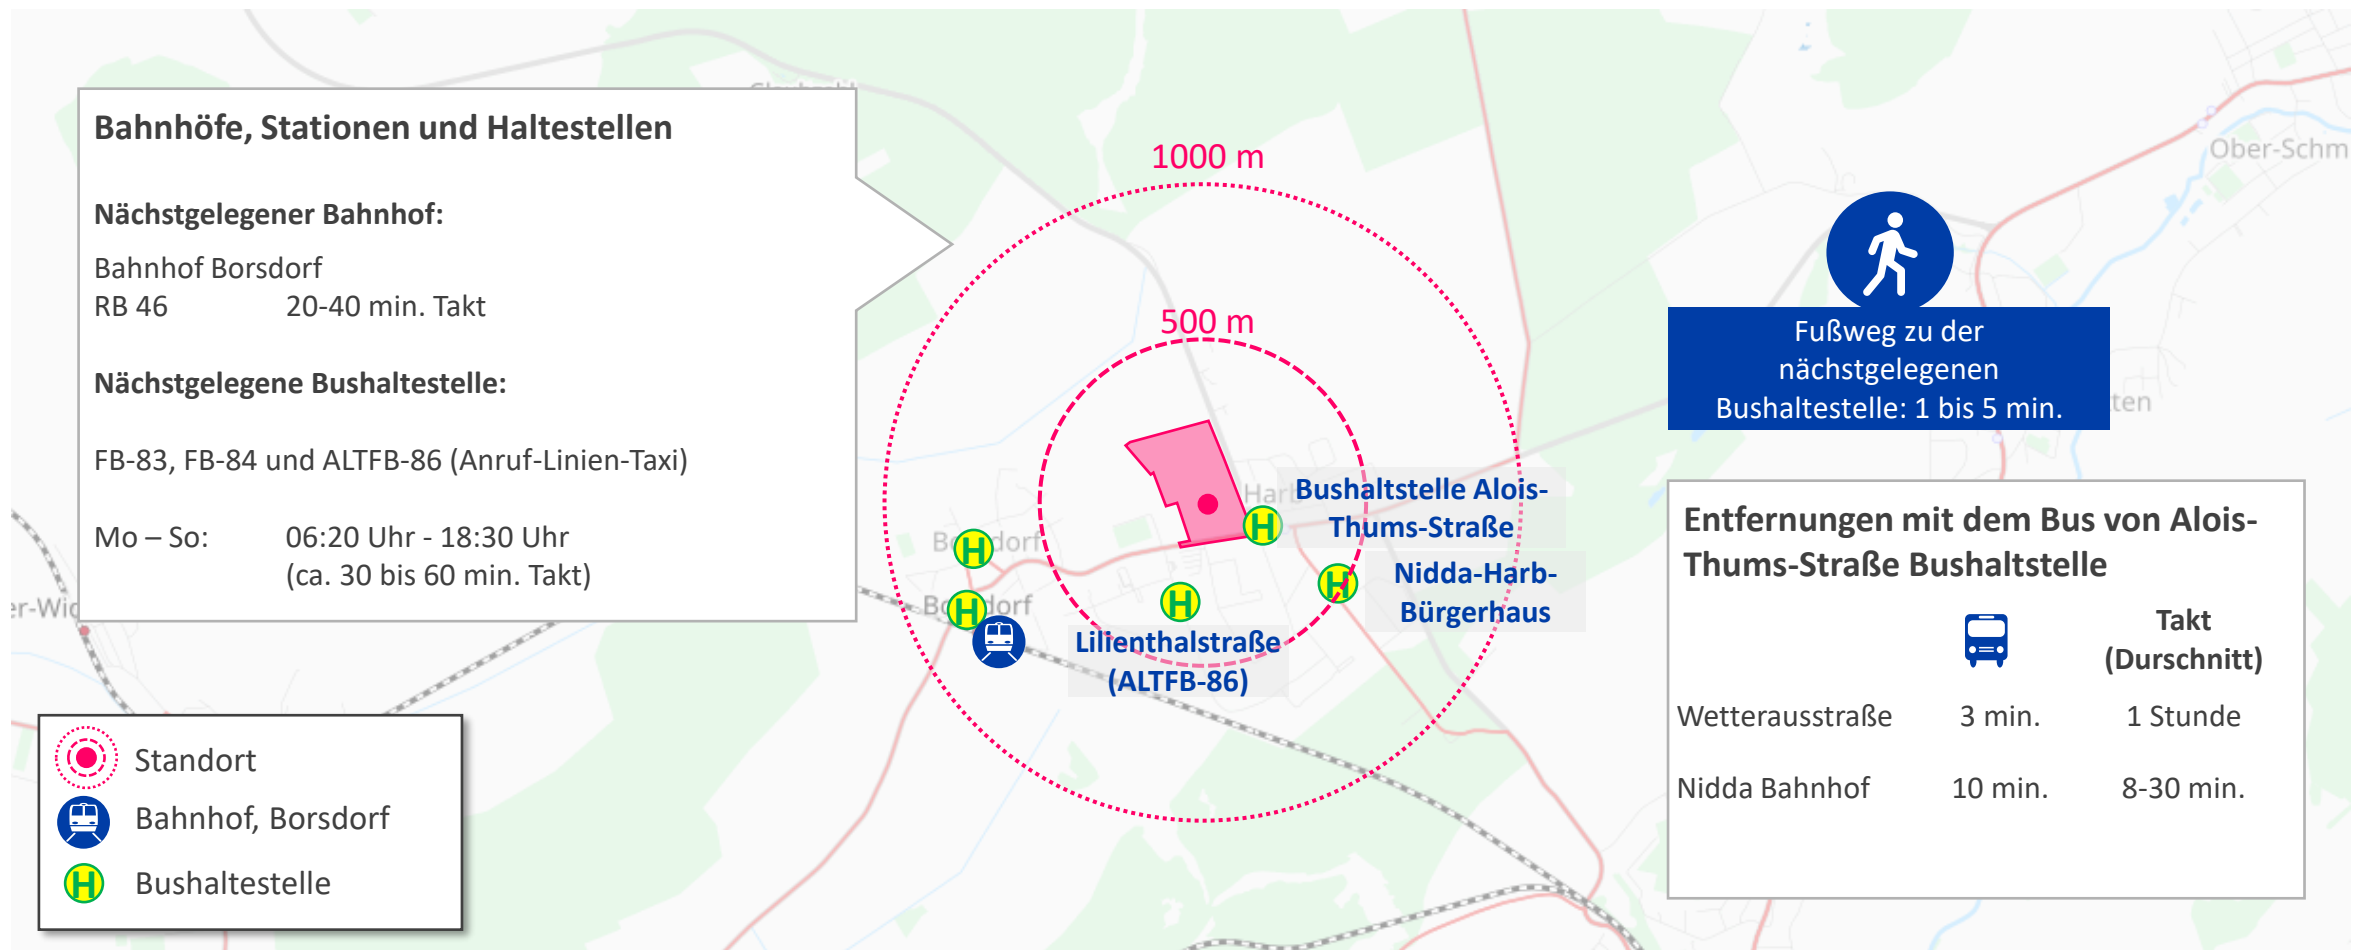 Bahnhöfe, Stationen und Haltestellen
Nächstgelegener Bahnhof:
Bahnhof Borsdorf
RB 46 20-40 min. Takt
Nächstgelegene Bushaltestelle:
FB-83, FB-84 und ALTFB-86 (Anruf-Linien-Taxi)
Mo – So: 06:20 Uhr - 18:30 Uhr
(ca. 30 bis 60 min. Takt)
1000 m
500 m
Bushaltstelle Alois-
Thums-Straße
Nidda-Harb-
Bürgerhaus
Lilienthalstraße
(ALTFB-86)
H
H
H
H
H
Ober-Schm
Fußweg zu der
nächstgelegenen
Bushaltestelle: 1 bis 5 min.
Entfernungen mit dem Bus von Alois-
Thums-Straße Bushaltstelle
Takt
(Durschnitt)
Wetterausstraße 3 min. 1 Stunde
Nidda Bahnhof 10 min. 8-30 min.
Standort
Bahnhof, Borsdorf
H Bushaltestelle